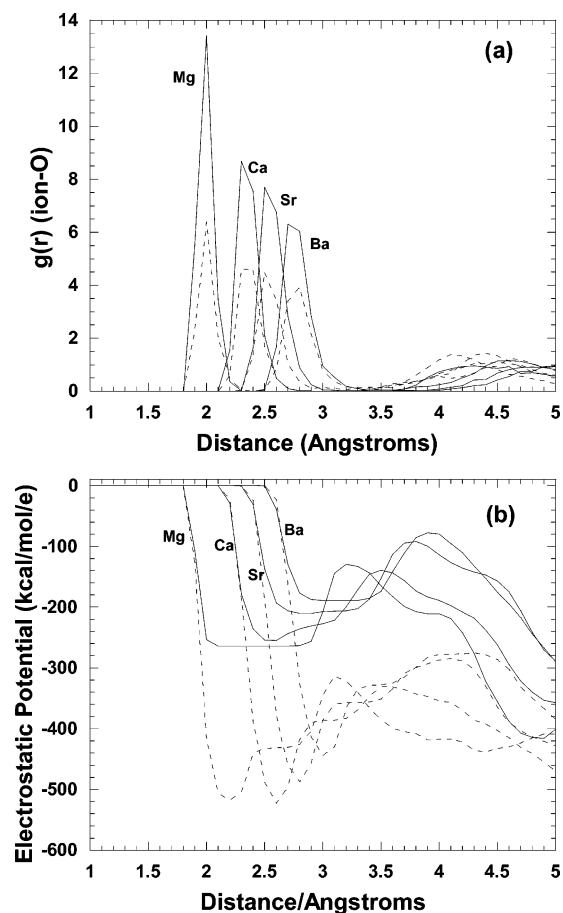 (a)
14
12
10
8
6
4
2
0
g(r) (ion-O)
Mg
Ca
Sr
Ba
1 1.5 2 2.5 3 3.5 4 4.5 5
Distance (Angstroms)
(b)
0
-100
-200
-300
-400
-500
-600
Electrostatic Potential (kcal/mol/e)
Mg
Ca
Sr
Ba
1 1.5 2 2.5 3 3.5 4 4.5 5
Distance/Angstroms